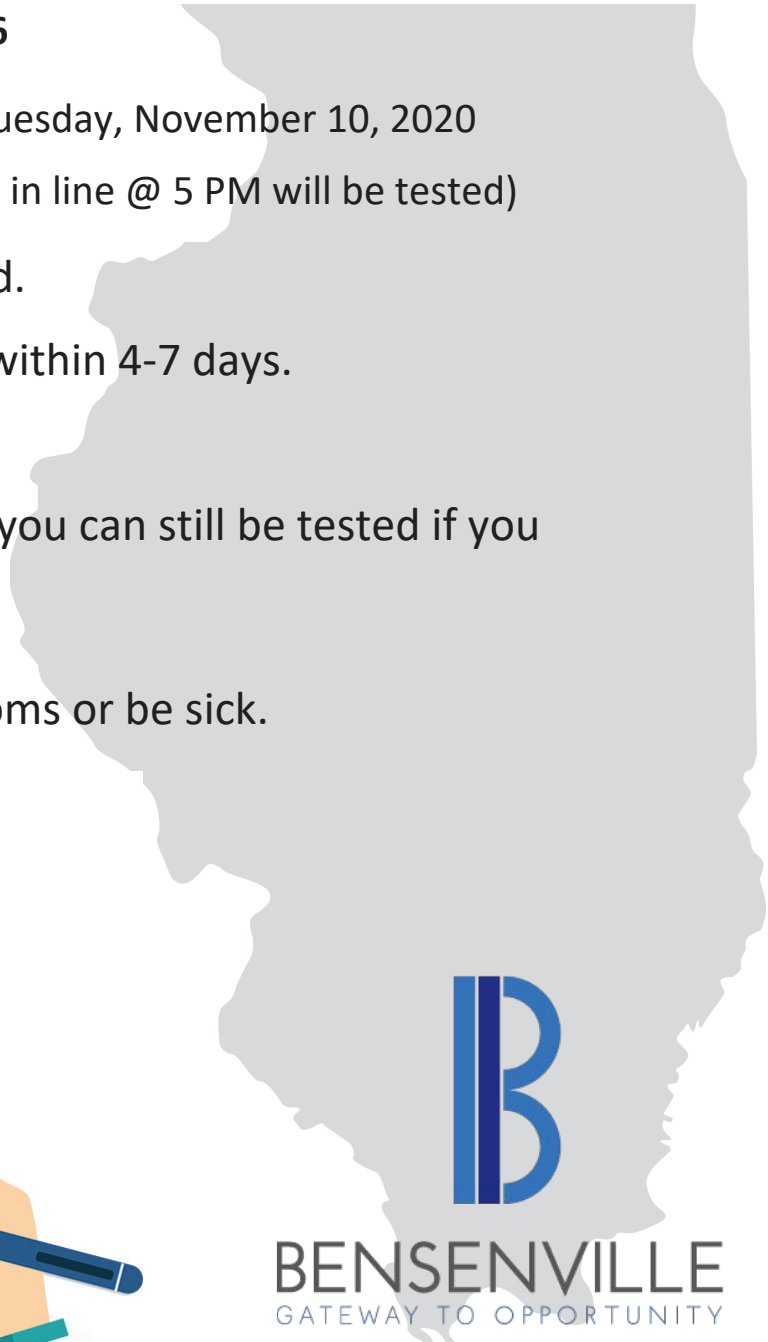 uesday, November 10, 2020
in line @ 5 PM will be tested)
d.
within 4-7 days.
you can still be tested if you
oms or be sick.
BENSENVILLE
GATEWAY TO OPPORTUNITY